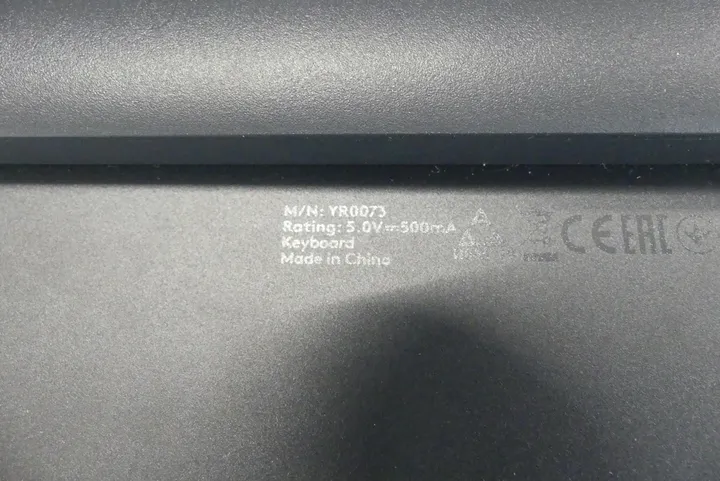 M/N: YR0073
Rating: 5.0V⎓500mA
Keyboard
Made in China
CE EAC